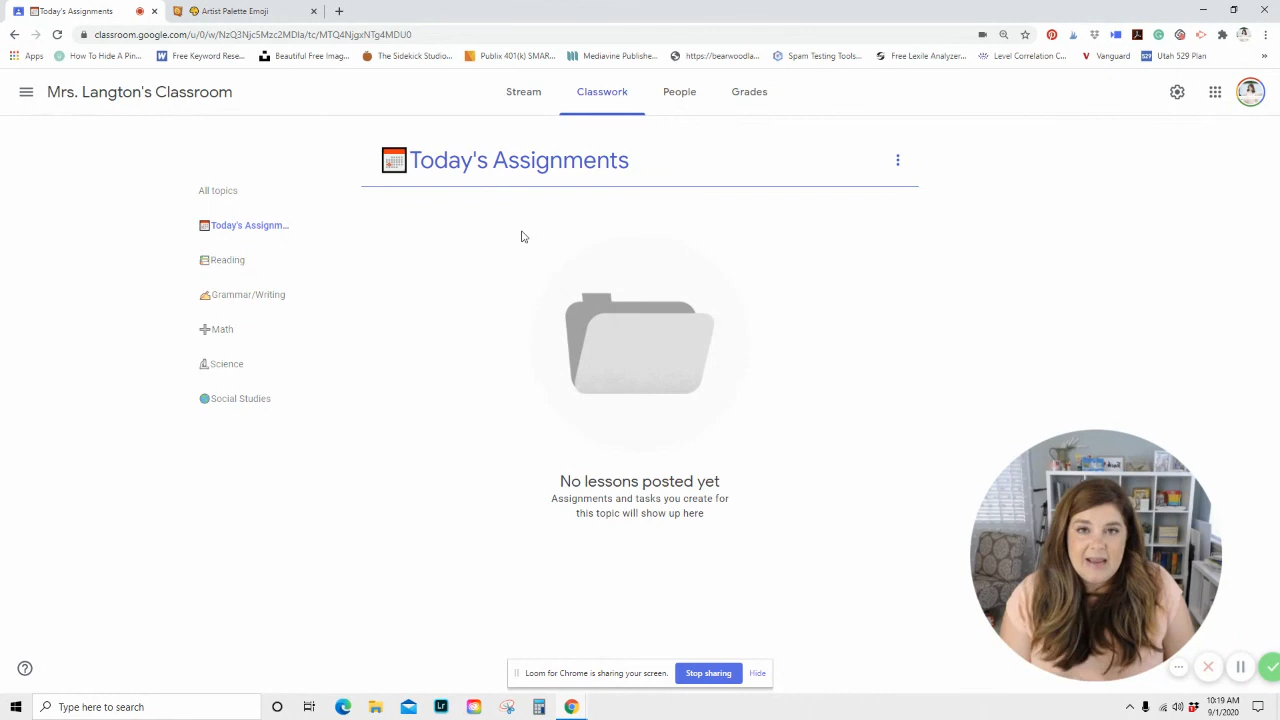 Today's Assignments
Artist Palette Emoji
classroom.google.com/u/0/w/NzQ3Njc5Mzc2MDla/tc/MTQ4NjgxNTg4MDU0
Apps
How To Hide A Pin...
Free Keyword Rese...
Beautiful Free Imag...
The Sidekick Studio...
Publix 401(k) SMAR...
Mediavine Publishe...
https://bearwoodla...
Spam Testing Tools...
Free Lexile Analyzer...
Level Correlation C...
Vanguard
Utah 529 Plan
Mrs. Langton's Classroom
Stream
Classwork
People
Grades
Today's Assignments
All topics
Today's Assignm...
Reading
Grammar/Writing
Math
Science
Social Studies
No lessons posted yet
Assignments and tasks you create for
this topic will show up here
Loom for Chrome is sharing your screen.
Stop sharing
Hide
Type here to search
10:19 AM
9/1/2020